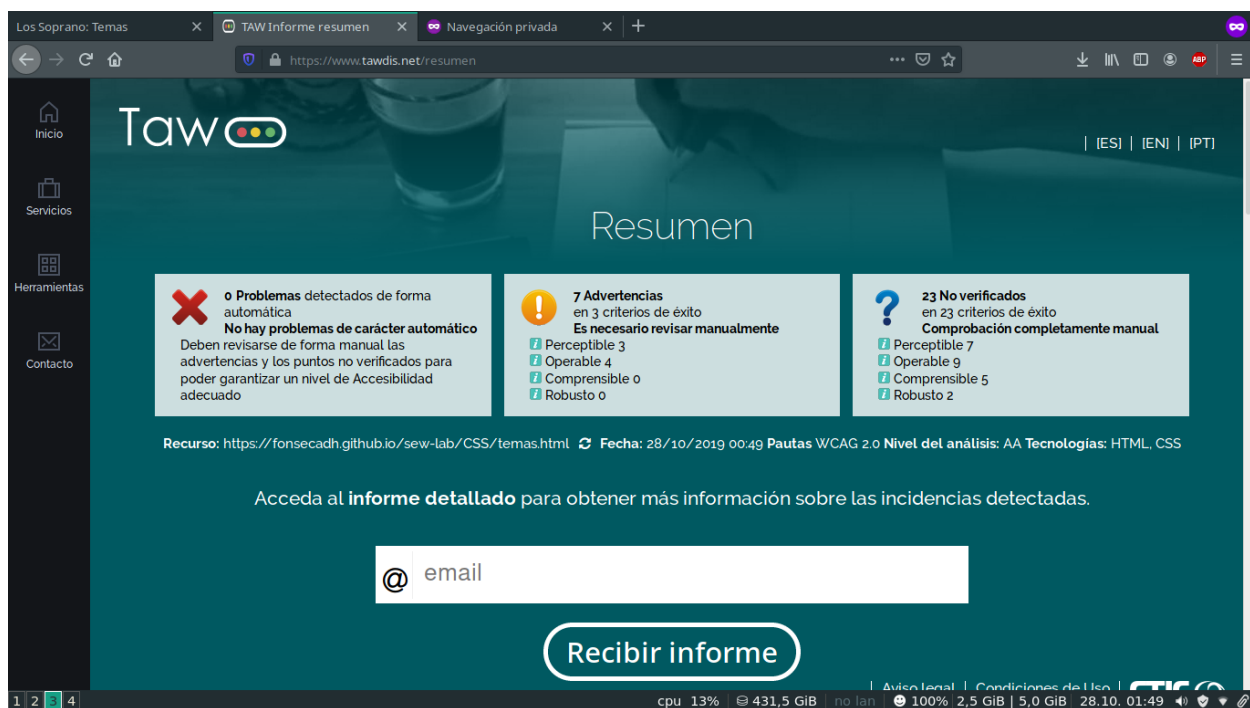 Los Soprano: Temas
TAW Informe resumen
Navegación privada
https://www.tawdis.net/resumen
ABP
Inicio
Servicios
Herramientas
Contacto
Taw
| [ES] | [EN] | [PT]
Resumen
0 Problemas detectados de forma
automática
No hay problemas de carácter automático
Deben revisarse de forma manual las
advertencias y los puntos no verificados para
poder garantizar un nivel de Accesibilidad
adecuado
7 Advertencias
en 3 criterios de éxito
Es necesario revisar manualmente
Perceptible 3
Operable 4
Comprensible 0
Robusto 0
23 No verificados
en 23 criterios de éxito
Comprobación completamente manual
Perceptible 7
Operable 9
Comprensible 5
Robusto 2
Recurso: https://fonsecadh.github.io/sew-lab/CSS/temas.html Fecha: 28/10/2019 00:49 Pautas WCAG 2.0 Nivel del análisis: AA Tecnologías: HTML, CSS
Acceda al informe detallado para obtener más información sobre las incidencias detectadas.
@ email
Recibir informe
| Aviso legal | Condiciones de Uso |
1 2 3 4
cpu 13% 431,5 GiB no lan 100% 2,5 GiB | 5,0 GiB 28.10. 01:49